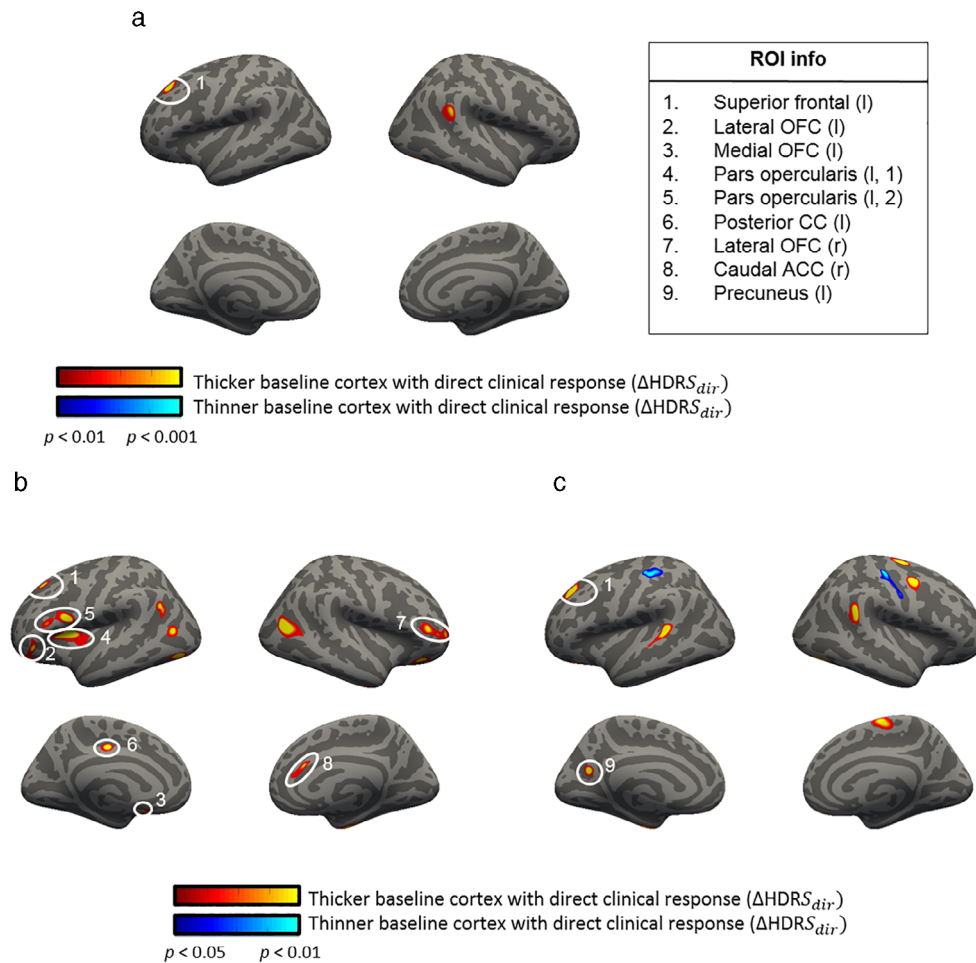 a
1
ROI info
1. Superior frontal (l)
2. Lateral OFC (l)
3. Medial OFC (l)
4. Pars opercularis (l, 1)
5. Pars opercularis (l, 2)
6. Posterior CC (l)
7. Lateral OFC (r)
8. Caudal ACC (r)
9. Precuneus (l)
Thicker baseline cortex with direct clinical response (ΔHDRS_dir)
Thinner baseline cortex with direct clinical response (ΔHDRS_dir)
p < 0.01 p < 0.001
b
c
1
5
4
2
7
1
6
3
8
9
Thicker baseline cortex with direct clinical response (ΔHDRS_dir)
Thinner baseline cortex with direct clinical response (ΔHDRS_dir)
p < 0.05 p < 0.01